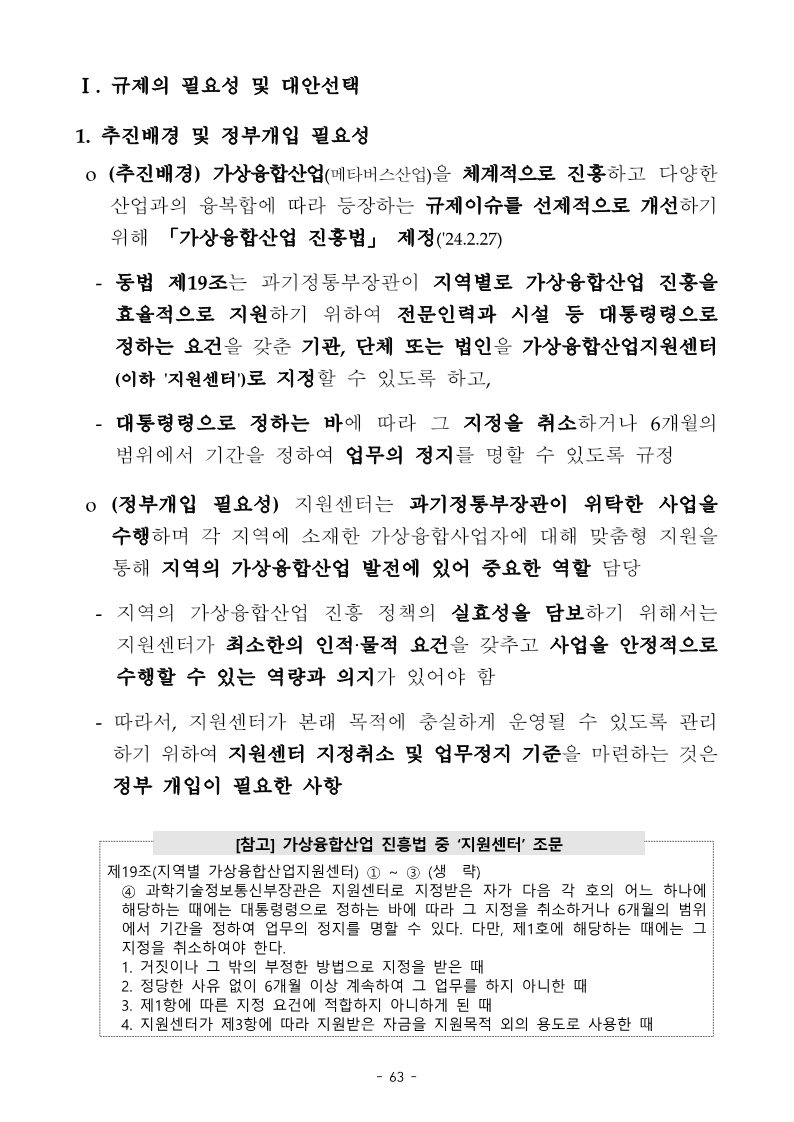 Ⅰ. 규제의 필요성 및 대안선택
1. 추진배경 및 정부개입 필요성
o (추진배경) 가상융합산업(메타버스산업)을 체계적으로 진흥하고 다양한
산업과의 융복합에 따라 등장하는 규제이슈를 선제적으로 개선하기
위해 「가상융합산업 진흥법」 제정('24.2.27)
- 동법 제19조는 과기정통부장관이 지역별로 가상융합산업 진흥을
효율적으로 지원하기 위하여 전문인력과 시설 등 대통령령으로
정하는 요건을 갖춘 기관, 단체 또는 법인을 가상융합산업지원센터
(이하 '지원센터')로 지정할 수 있도록 하고,
- 대통령령으로 정하는 바에 따라 그 지정을 취소하거나 6개월의
범위에서 기간을 정하여 업무의 정지를 명할 수 있도록 규정
o (정부개입 필요성) 지원센터는 과기정통부장관이 위탁한 사업을
수행하며 각 지역에 소재한 가상융합사업자에 대해 맞춤형 지원을
통해 지역의 가상융합산업 발전에 있어 중요한 역할 담당
- 지역의 가상융합산업 진흥 정책의 실효성을 담보하기 위해서는
지원센터가 최소한의 인적·물적 요건을 갖추고 사업을 안정적으로
수행할 수 있는 역량과 의지가 있어야 함
- 따라서, 지원센터가 본래 목적에 충실하게 운영될 수 있도록 관리
하기 위하여 지원센터 지정취소 및 업무정지 기준을 마련하는 것은
정부 개입이 필요한 사항
[참고] 가상융합산업 진흥법 중 '지원센터' 조문
제19조(지역별 가상융합산업지원센터) ① ~ ③ (생 략)
④ 과학기술정보통신부장관은 지원센터로 지정받은 자가 다음 각 호의 어느 하나에
해당하는 때에는 대통령령으로 정하는 바에 따라 그 지정을 취소하거나 6개월의 범위
에서 기간을 정하여 업무의 정지를 명할 수 있다. 다만, 제1호에 해당하는 때에는 그
지정을 취소하여야 한다.
1. 거짓이나 그 밖의 부정한 방법으로 지정을 받은 때
2. 정당한 사유 없이 6개월 이상 계속하여 그 업무를 하지 아니한 때
3. 제1항에 따른 지정 요건에 적합하지 아니하게 된 때
4. 지원센터가 제3항에 따라 지원받은 자금을 지원목적 외의 용도로 사용한 때
- 63 -